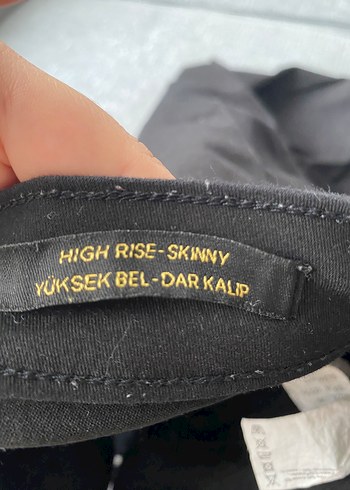 HIGH RISE-SKINNY
YÜKSEK BEL-DAR KALIP